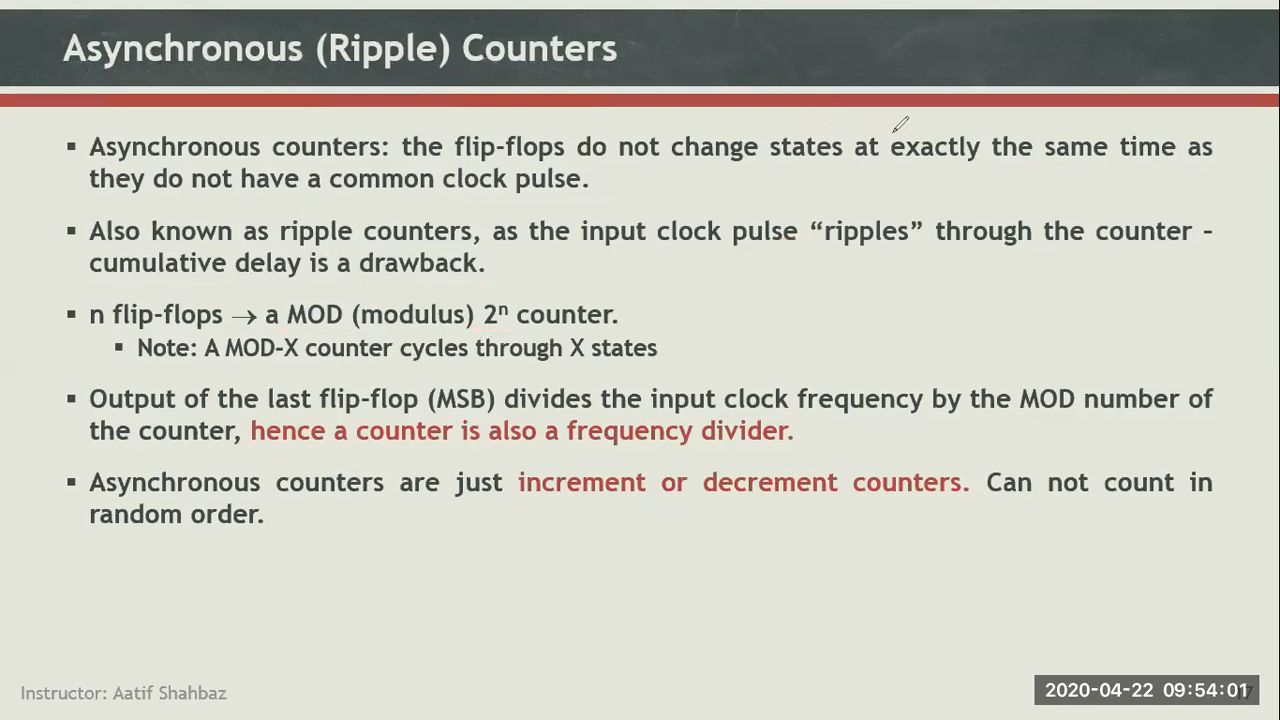 Asynchronous (Ripple) Counters
▪ Asynchronous counters: the flip-flops do not change states at exactly the same time as
they do not have a common clock pulse.
▪ Also known as ripple counters, as the input clock pulse “ripples” through the counter –
cumulative delay is a drawback.
▪ n flip-flops → a MOD (modulus) 2ⁿ counter.
▪ Note: A MOD-X counter cycles through X states
▪ Output of the last flip-flop (MSB) divides the input clock frequency by the MOD number of
the counter, hence a counter is also a frequency divider.
▪ Asynchronous counters are just increment or decrement counters. Can not count in
random order.
Instructor: Aatif Shahbaz
2020-04-22 09:54:01